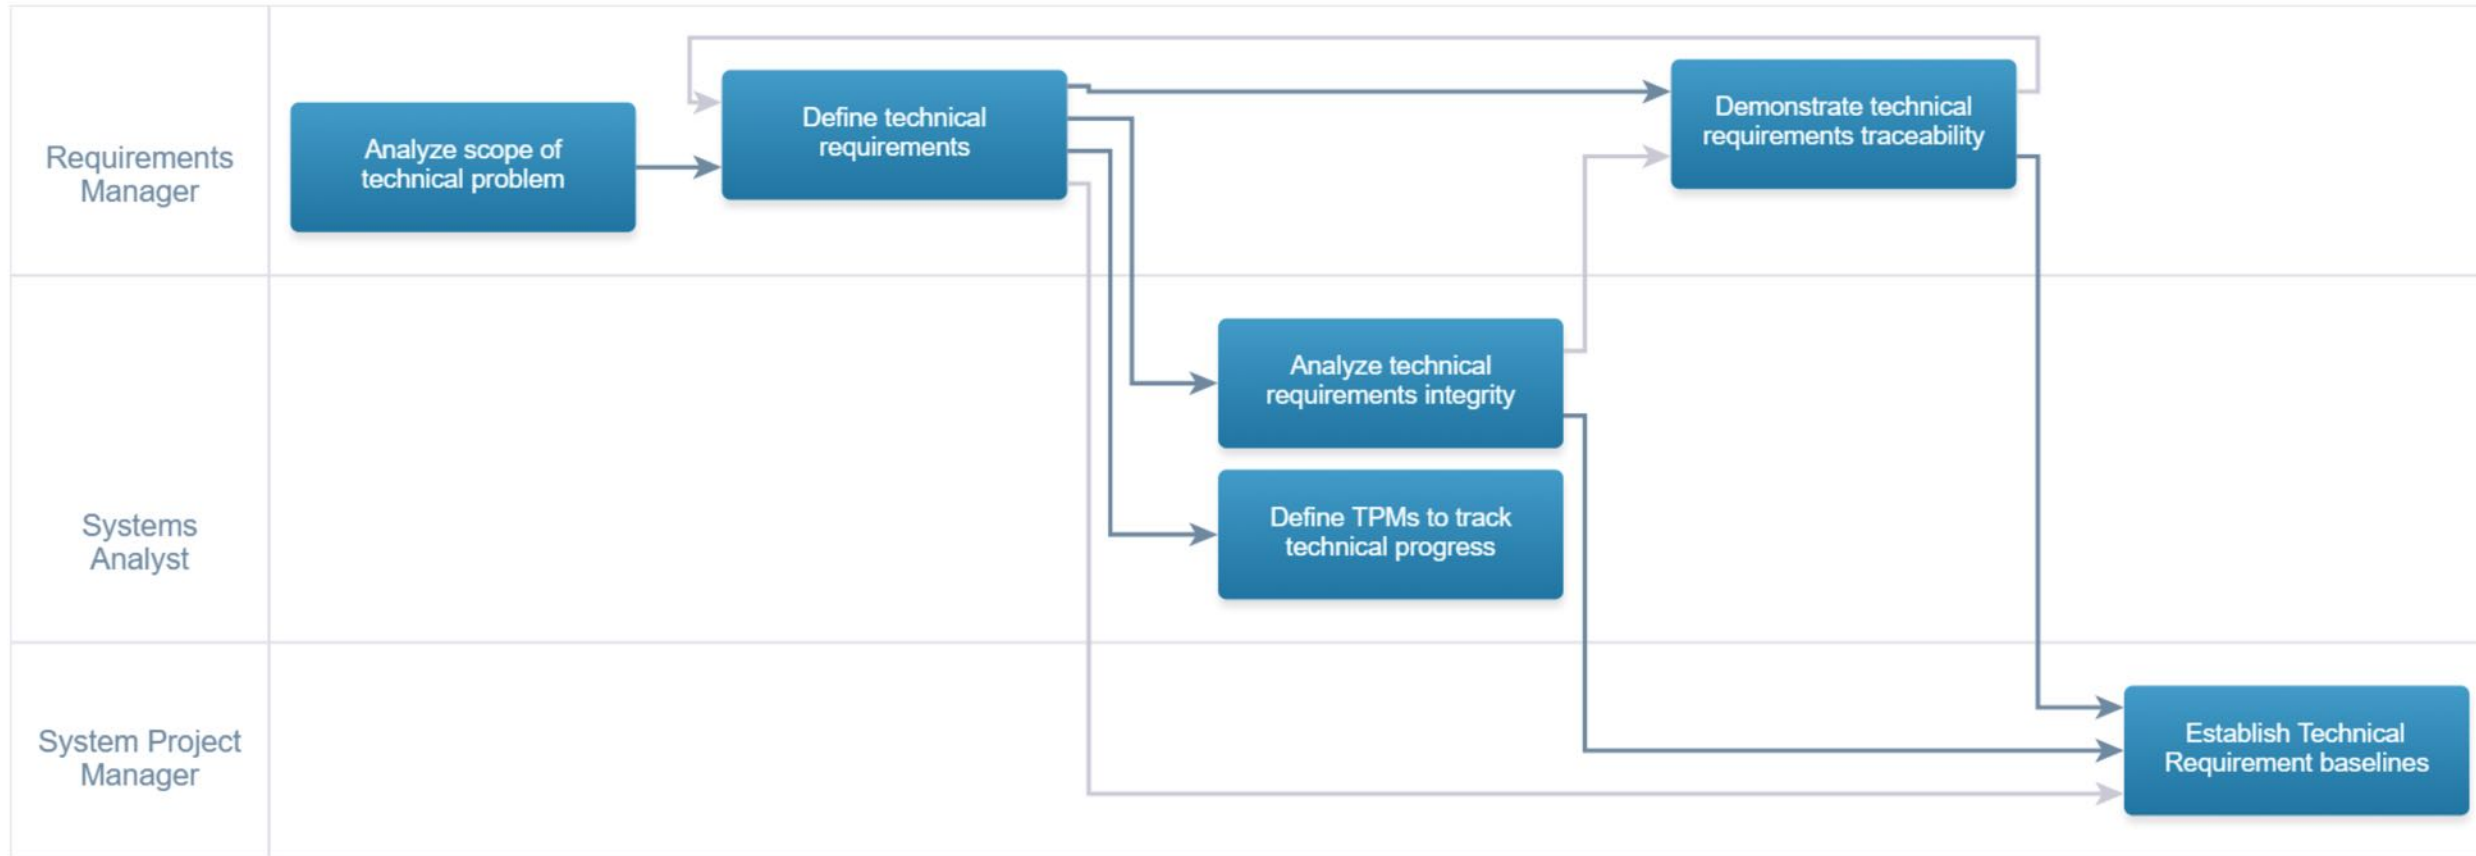 Requirements
Manager
Analyze scope of
technical problem
Define technical
requirements
Demonstrate technical
requirements traceability
Systems
Analyst
Analyze technical
requirements integrity
Define TPMs to track
technical progress
System Project
Manager
Establish Technical
Requirement baselines